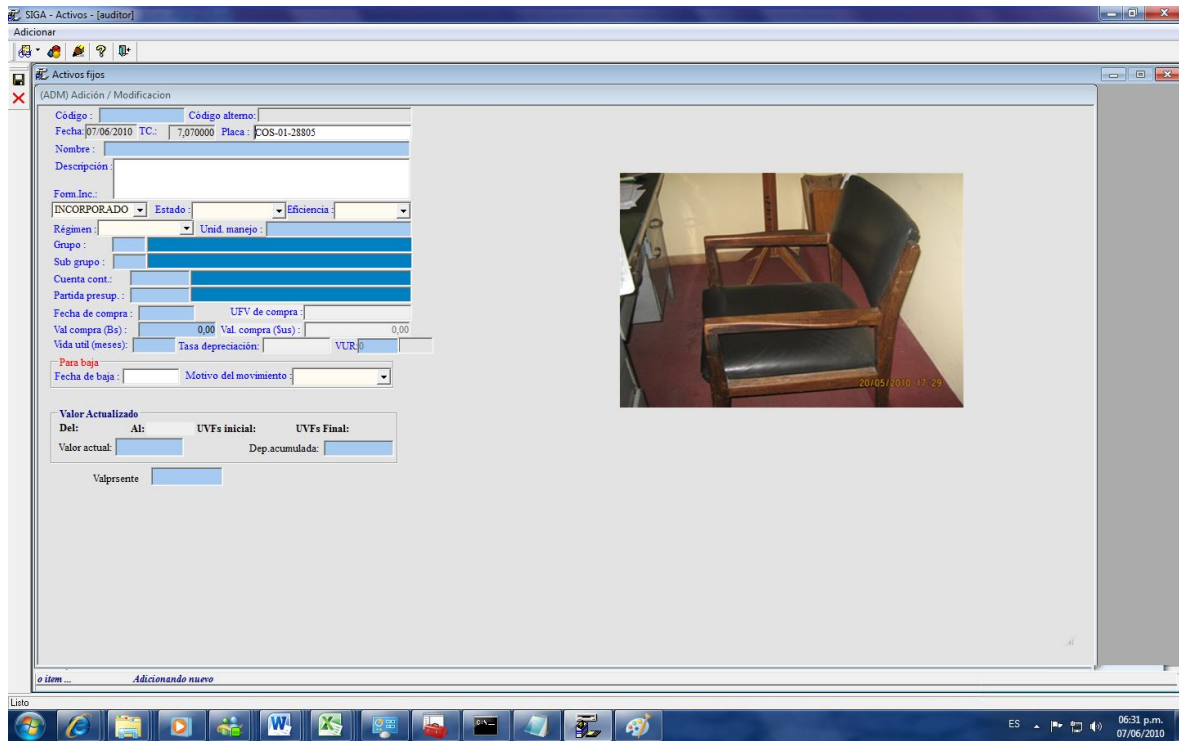 SIGA - Activos - [auditor]
Adicionar
Activos fijos
(ADM) Adición / Modificacion
Código : Código alterno:
Fecha: 07/06/2010 TC.: 7,070000 Placa : COS-01-28805
Nombre :
Descripción :
Form.Inc.:
INCORPORADO Estado : Eficiencia :
Régimen : Unid. manejo :
Grupo :
Sub grupo :
Cuenta cont.:
Partida presup. :
Fecha de compra : UFV de compra :
Val compra (Bs) : 0,00 Val. compra ($us) : 0,00
Vida util (meses): Tasa depreciación: VUR: 0
Para baja
Fecha de baja : Motivo del movimiento :
Valor Actualizado
Del: Al: UVFs inicial: UVFs Final:
Valor actual: Dep.acumulada:
Valprsente
20/05/2010 17:29
o item ... Adicionando nuevo
Listo
ES 06:31 p.m.
07/06/2010